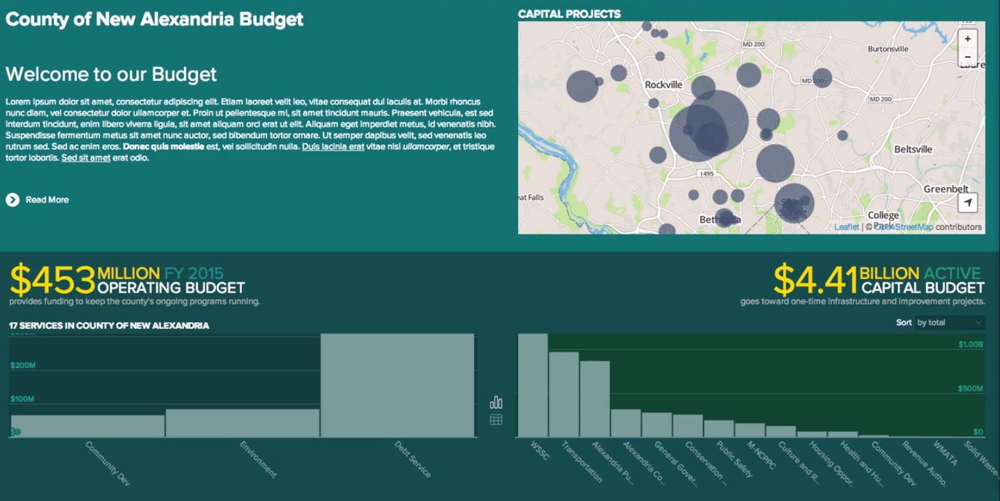 County of New Alexandria Budget
Welcome to our Budget
Lorem ipsum dolor sit amet, consectetur adipiscing elit. Etiam laoreet velit leo, vitae consequat dui iaculis at. Morbi rhoncus
nunc diam, vel consectetur dolor ullamcorper et. Proin ut pellentesque mi, sit amet tincidunt mauris. Praesent vehicula, est sed
interdum tincidunt, enim libero viverra ligula, sit amet aliquam orci erat ut elit. Aliquam eget imperdiet metus, id venenatis nibh.
Suspendisse fermentum metus sit amet nunc auctor, sed bibendum tortor ornare. Ut semper dapibus velit, sed venenatis leo
rutrum sed. Sed ac enim eros. Donec quis molestie est, vel sollicitudin nulla. Duis lacinia erat vitae nisl ullamcorper, et tristique
tortor lobortis. Sed sit amet erat odio.
Read More
CAPITAL PROJECTS
+
−
MD 200
Burtonsville
Laure
Rockville
MD 200
MD 200
Beltsville
I 495
Greenbelt
eat Falls
Silver
Spring
College
Park
Bethesda
Leaflet | © OpenStreetMap contributors
$453 MILLION FY 2015
OPERATING BUDGET
provides funding to keep the county's ongoing programs running.
$4.41 BILLION ACTIVE
CAPITAL BUDGET
goes toward one-time infrastructure and improvement projects.
17 SERVICES IN COUNTY OF NEW ALEXANDRIA
$200M
$100M
$0
Community Dev
Environment
Debt Service
Sort by total
$1.00B
$500M
$0
WSSC
Transportation
Alexandria Pu...
Alexandria Co...
General Gover...
Conservation ...
Public Safety
M-NCPPC
Culture and R...
Housing Oppor...
Health and Hu...
Community Dev
Revenue Autho...
WMATA
Solid Waste-